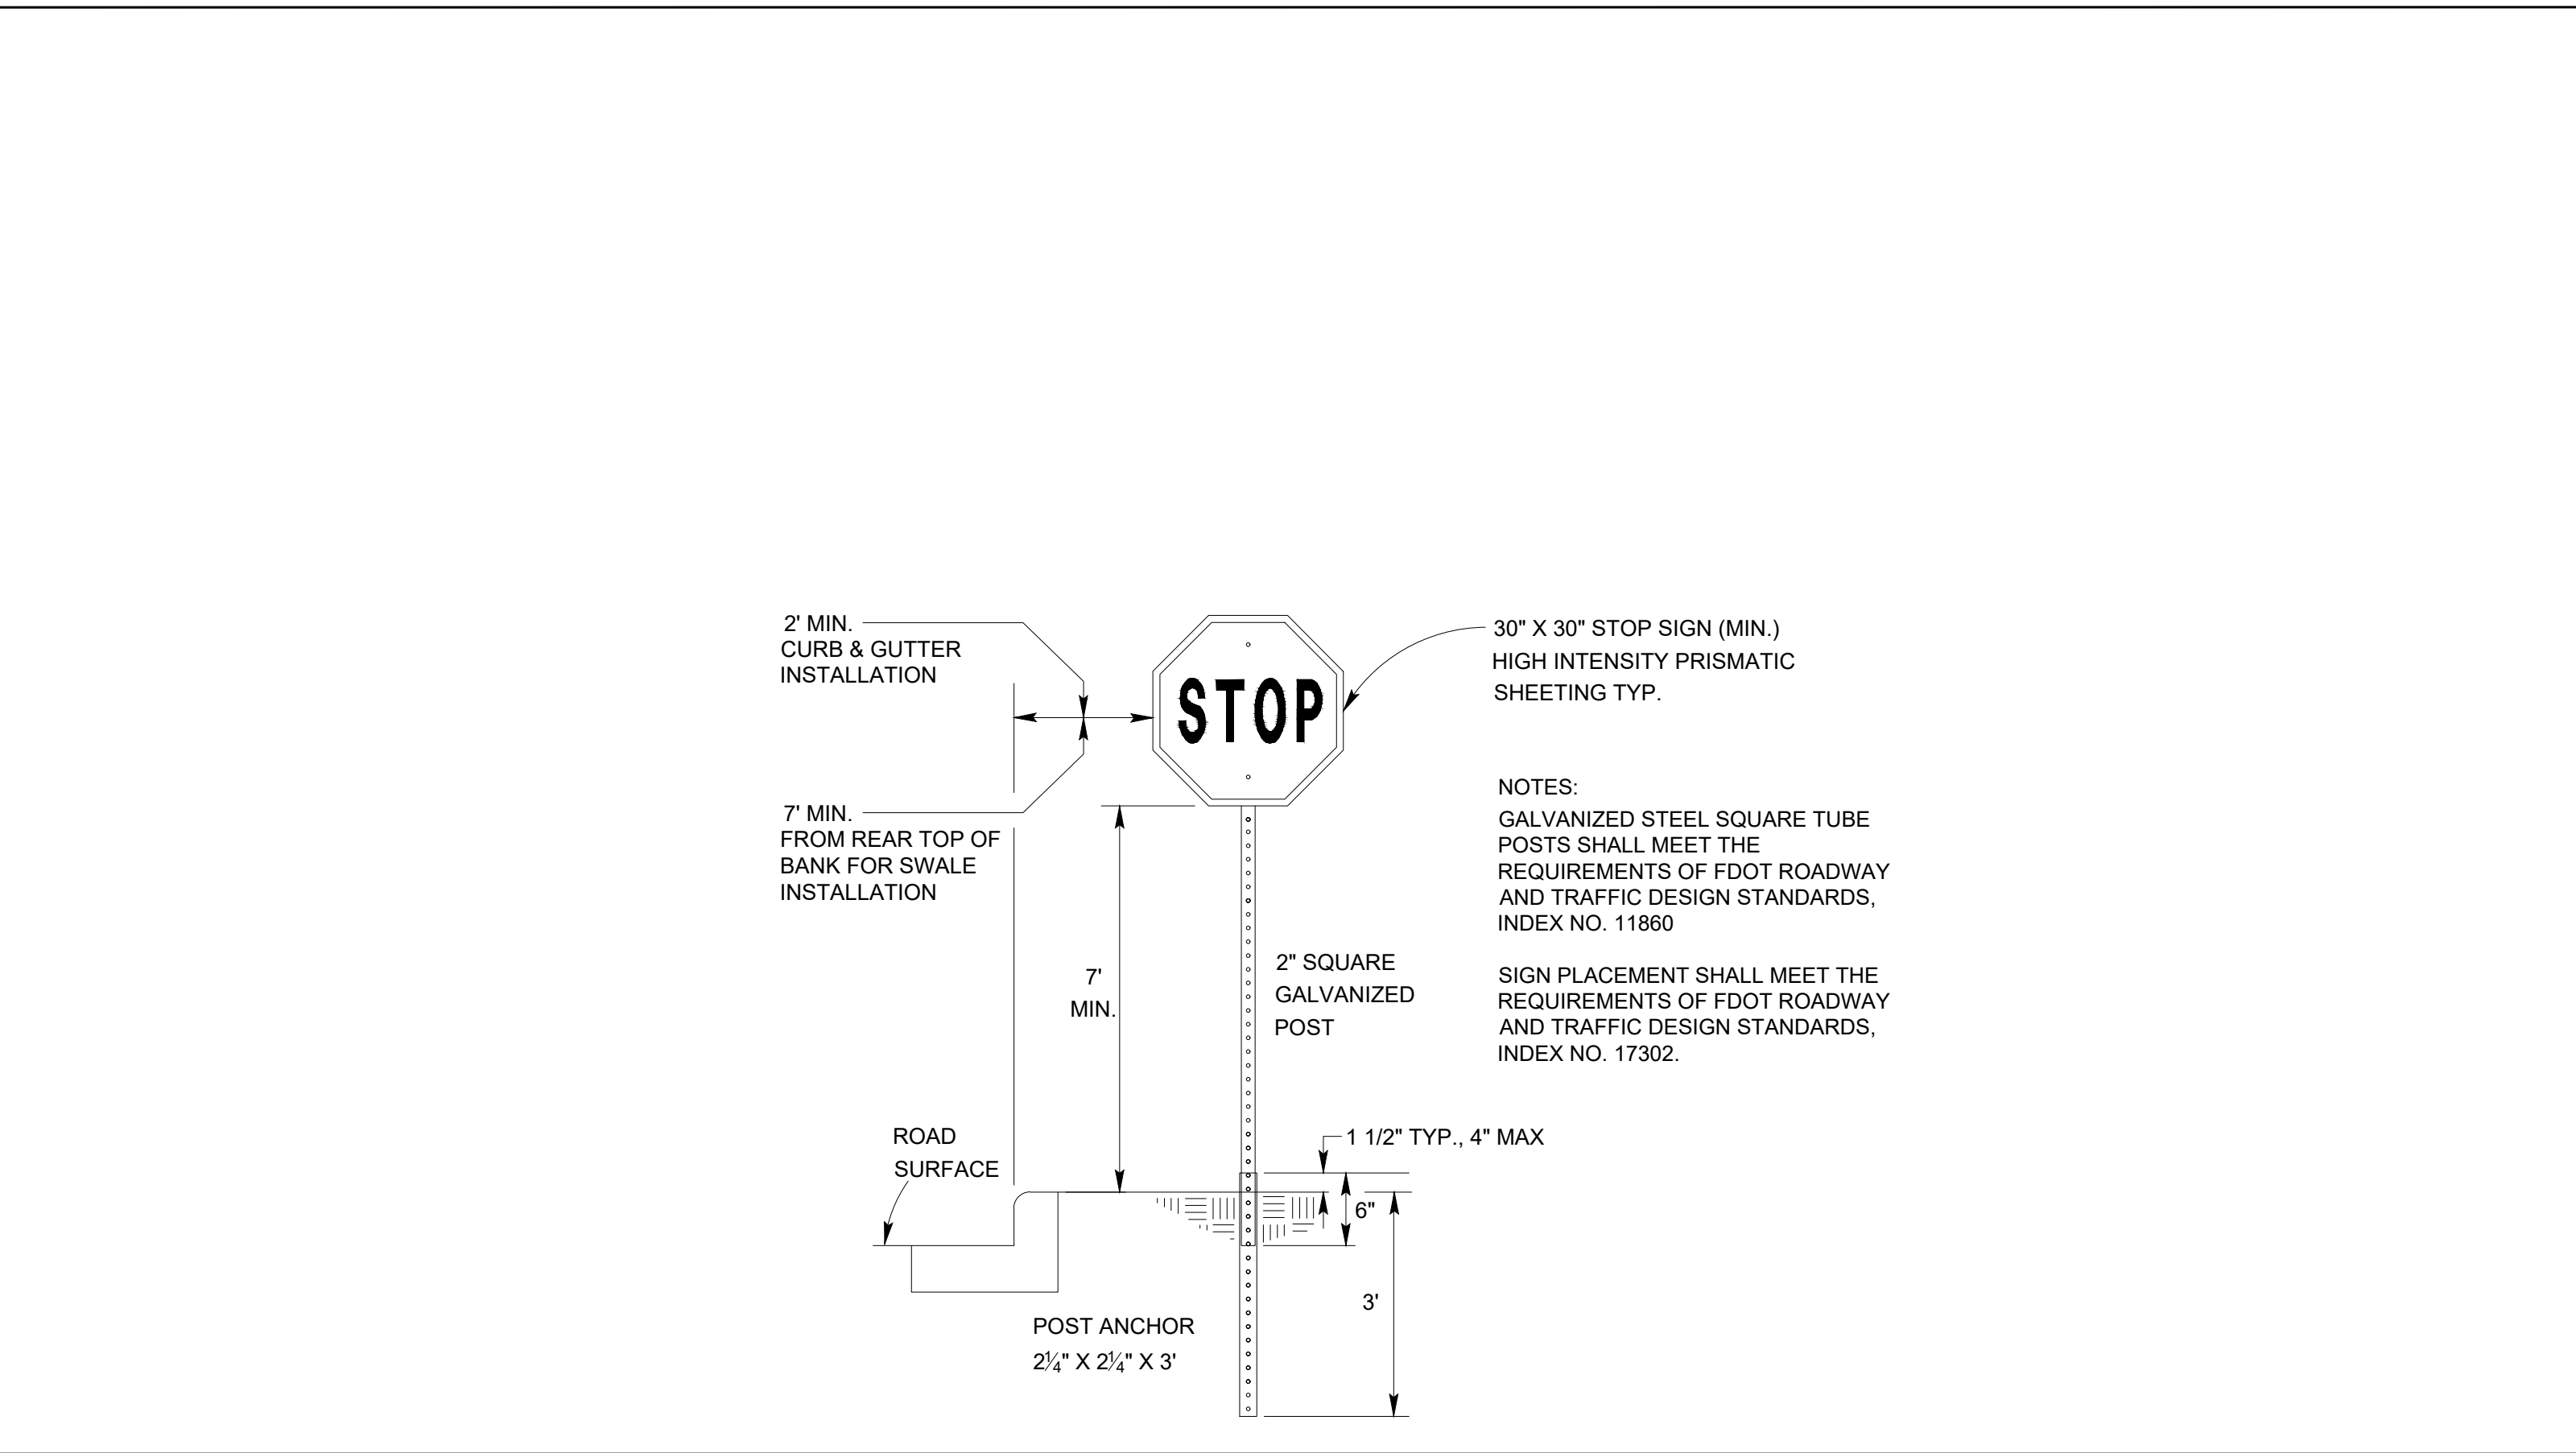 2' MIN.
CURB & GUTTER
INSTALLATION
7' MIN.
FROM REAR TOP OF
BANK FOR SWALE
INSTALLATION
STOP
30" X 30" STOP SIGN (MIN.)
HIGH INTENSITY PRISMATIC
SHEETING TYP.
NOTES:
GALVANIZED STEEL SQUARE TUBE
POSTS SHALL MEET THE
REQUIREMENTS OF FDOT ROADWAY
AND TRAFFIC DESIGN STANDARDS,
INDEX NO. 11860
SIGN PLACEMENT SHALL MEET THE
REQUIREMENTS OF FDOT ROADWAY
AND TRAFFIC DESIGN STANDARDS,
INDEX NO. 17302.
7'
MIN.
2" SQUARE
GALVANIZED
POST
ROAD
SURFACE
1 1/2" TYP., 4" MAX
6"
3'
POST ANCHOR
2¼" X 2¼" X 3'